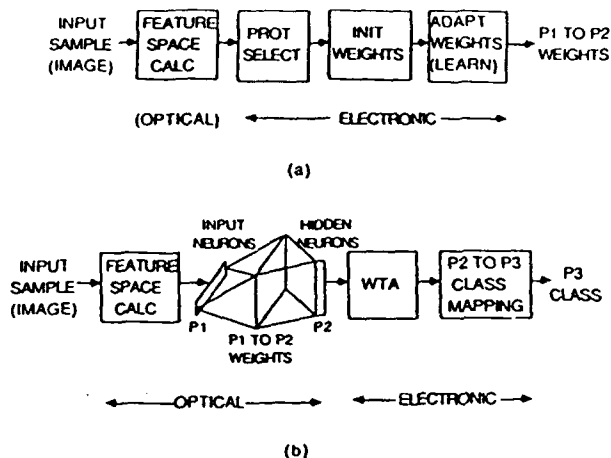 INPUT
SAMPLE
(IMAGE)
FEATURE
SPACE
CALC
PROT
SELECT
INIT
WEIGHTS
ADAPT
WEIGHTS
(LEARN)
P1 TO P2
WEIGHTS
(OPTICAL)
ELECTRONIC
(a)
INPUT
SAMPLE
(IMAGE)
FEATURE
SPACE
CALC
INPUT
NEURONS
HIDDEN
NEURONS
P1
P1 TO P2
WEIGHTS
P2
WTA
P2 TO P3
CLASS
MAPPING
P3
CLASS
OPTICAL
ELECTRONIC
(b)